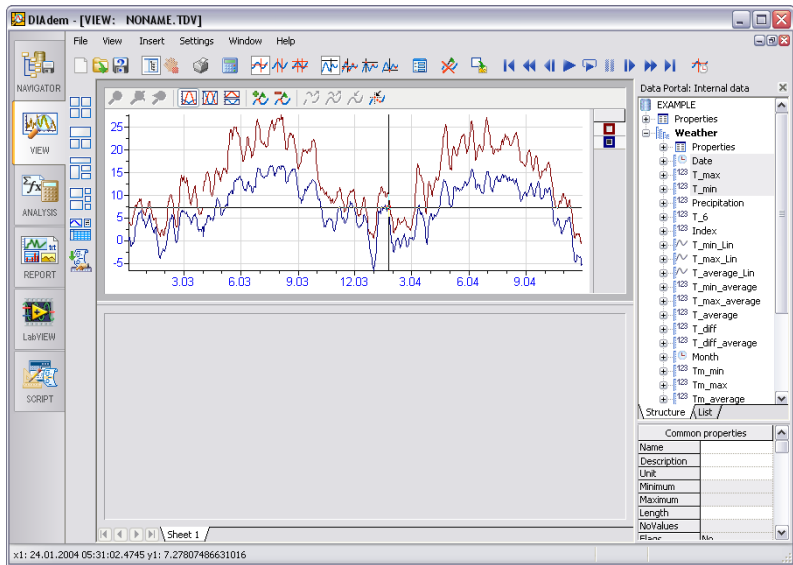 DIAdem - [VIEW: NONAME.TDV]
File View Insert Settings Window Help
NAVIGATOR
VIEW
ANALYSIS
REPORT
LabVIEW
SCRIPT
25
20
15
10
5
0
-5
3.03 6.03 9.03 12.03 3.04 6.04 9.04
Sheet 1
Data Portal: Internal data
EXAMPLE
Properties
Weather
Properties
Date
T_max
T_min
Precipitation
T_6
Index
T_min_Lin
T_max_Lin
T_average_Lin
T_min_average
T_max_average
T_average
T_diff
T_diff_average
Month
Tm_min
Tm_max
Tm_average
Structure List
Common properties
Name
Description
Unit
Minimum
Maximum
Length
NoValues
Flags No
x1: 24.01.2004 05:31:02.4745 y1: 7.27807486631016